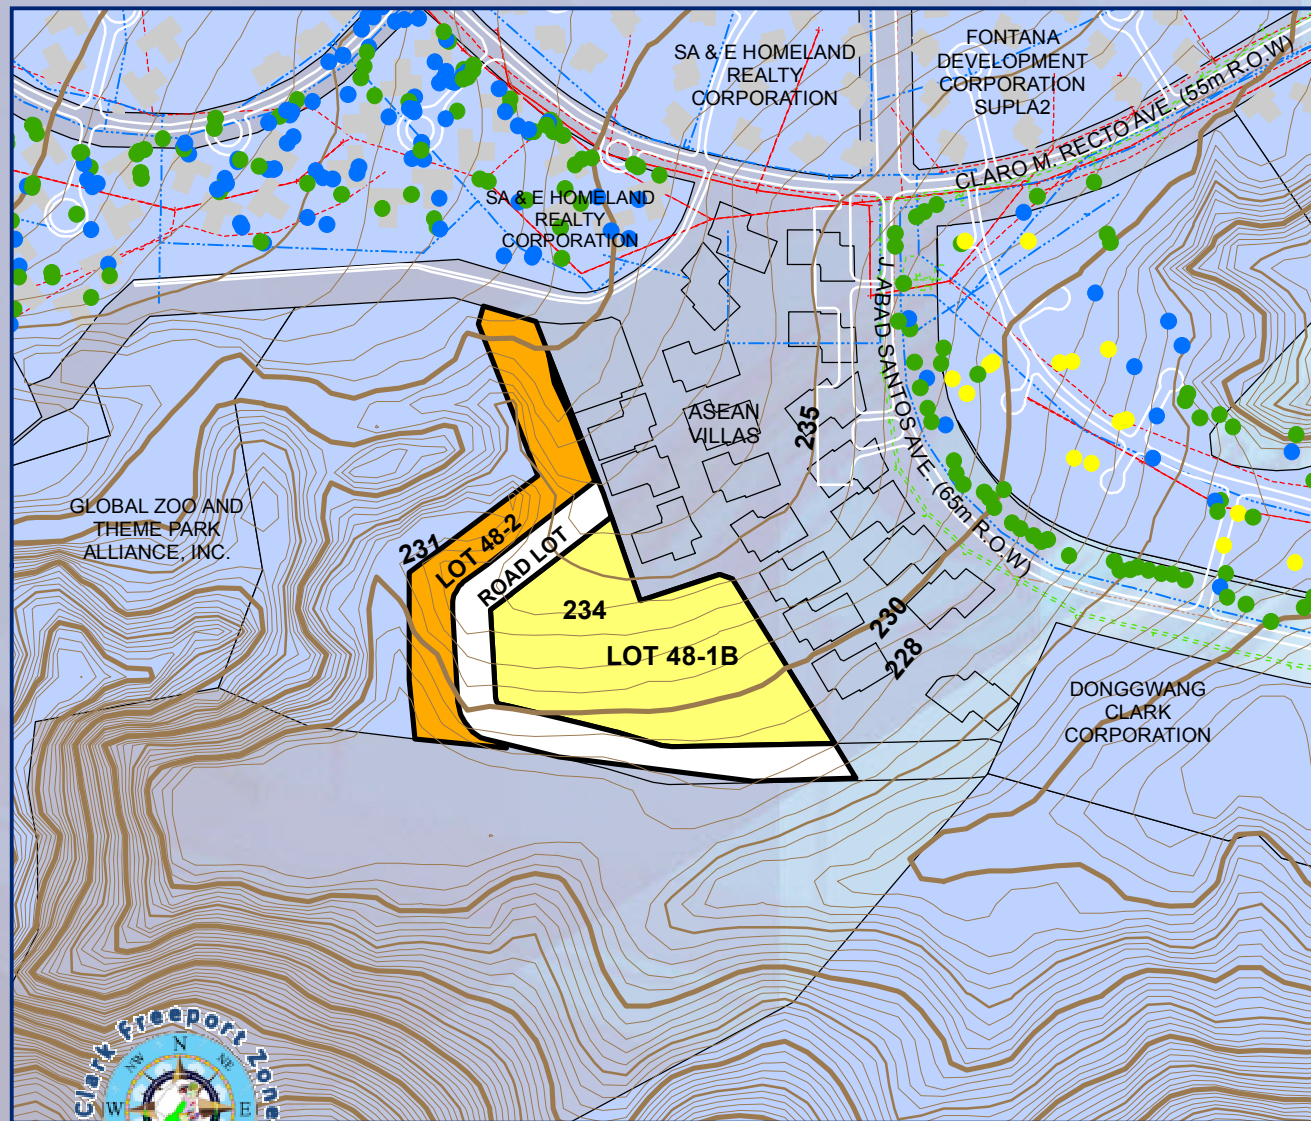 SA & E HOMELAND
REALTY
CORPORATION
FONTANA
DEVELOPMENT
CORPORATION
SUPLA2
CLARO M. RECTO AVE. (55m R.O.W)
SA & E HOMELAND
REALTY
CORPORATION
J. ABAD SANTOS AVE. (65m R.O.W)
ASEAN
VILLAS
235
GLOBAL ZOO AND
THEME PARK
ALLIANCE, INC.
231
LOT 48-2
ROAD LOT
234
LOT 48-1B
230
228
DONGGWANG
CLARK
CORPORATION
Clark Freeport Zone
N
NW
NE
W
E